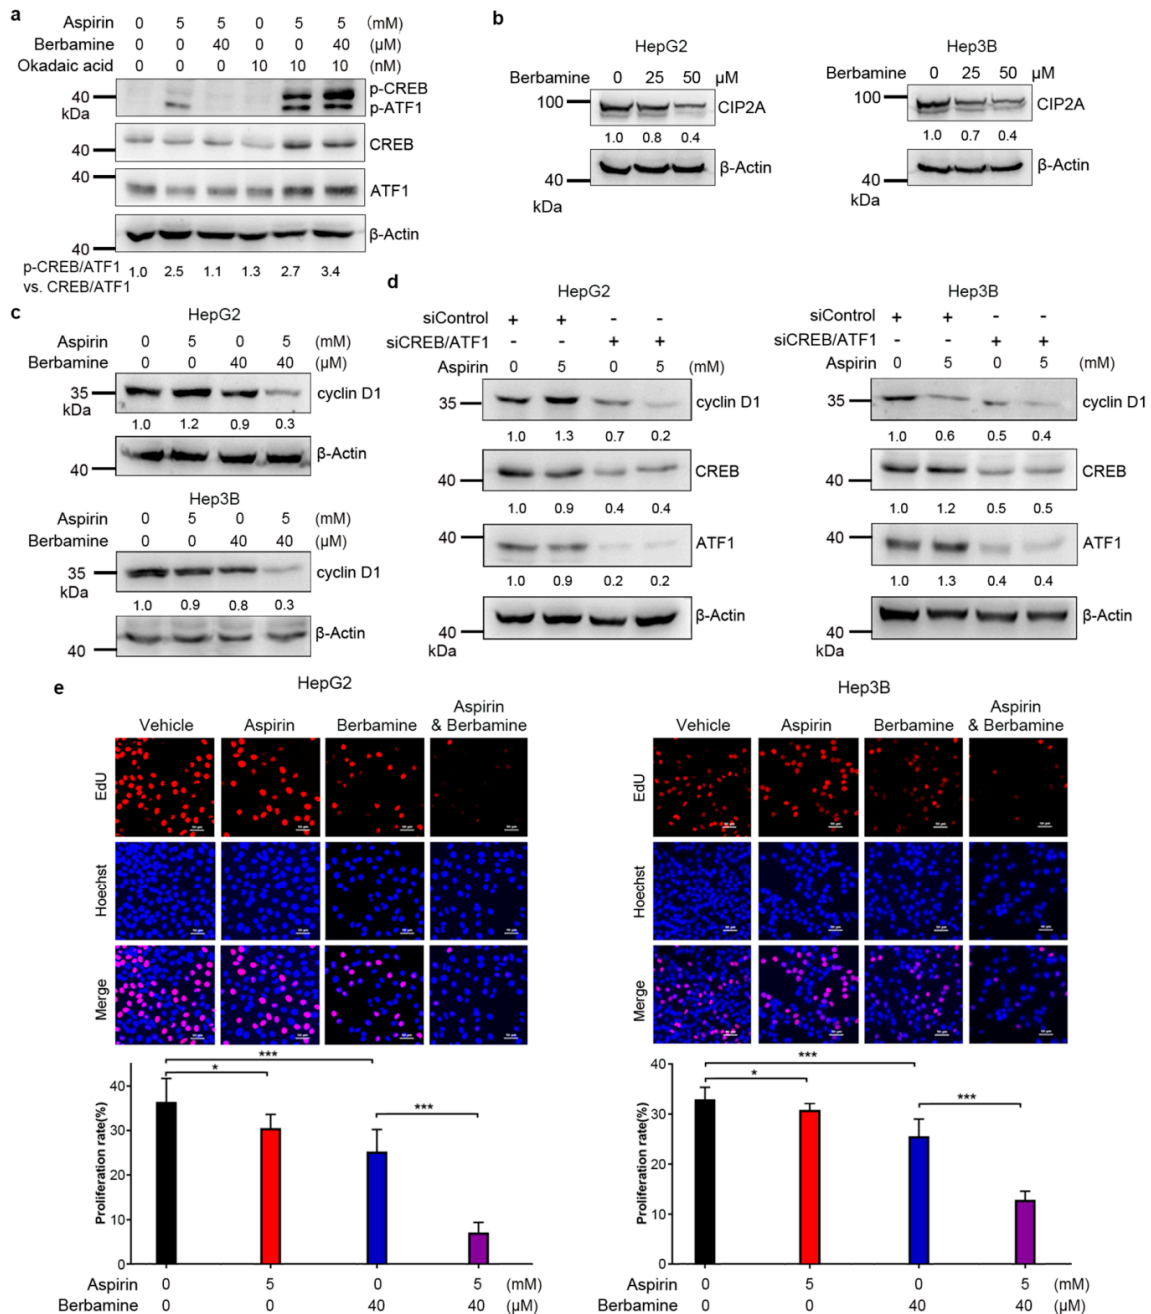 a
Aspirin 0 5 5 0 5 5 (mM)
Berbamine 0 0 40 0 0 40 (μM)
Okadaic acid 0 0 0 10 10 10 (nM)
40
kDa
p-CREB
p-ATF1
40
CREB
40
ATF1
40
β-Actin
p-CREB/ATF1
vs. CREB/ATF1
1.0 2.5 1.1 1.3 2.7 3.4
b
HepG2
Berbamine 0 25 50 μM
100
CIP2A
1.0 0.8 0.4
40
β-Actin
kDa
Hep3B
Berbamine 0 25 50 μM
100
CIP2A
1.0 0.7 0.4
40
β-Actin
kDa
c
HepG2
Aspirin 0 5 0 5 (mM)
Berbamine 0 0 40 40 (μM)
35
kDa
cyclin D1
1.0 1.2 0.9 0.3
40
β-Actin
Hep3B
Aspirin 0 5 0 5 (mM)
Berbamine 0 0 40 40 (μM)
35
kDa
cyclin D1
1.0 0.9 0.8 0.3
40
β-Actin
d
HepG2
siControl + + - -
siCREB/ATF1 - - + +
Aspirin 0 5 0 5 (mM)
35
cyclin D1
1.0 1.3 0.7 0.2
40
CREB
1.0 0.9 0.4 0.4
40
ATF1
1.0 0.9 0.2 0.2
40
kDa
β-Actin
Hep3B
siControl + + - -
siCREB/ATF1 - - + +
Aspirin 0 5 0 5 (mM)
35
cyclin D1
1.0 0.6 0.5 0.4
40
CREB
1.0 1.2 0.5 0.5
40
ATF1
1.0 1.3 0.4 0.4
40
kDa
β-Actin
e
HepG2
Vehicle Aspirin Berbamine Aspirin
& Berbamine
EdU
Hoechst
Merge
Proliferation rate(%)
40
30
20
10
0
***
*
***
Aspirin 0 5 0 5 (mM)
Berbamine 0 0 40 40 (μM)
Hep3B
Vehicle Aspirin Berbamine Aspirin
& Berbamine
EdU
Hoechst
Merge
Proliferation rate(%)
40
30
20
10
0
***
*
***
Aspirin 0 5 0 5 (mM)
Berbamine 0 0 40 40 (μM)